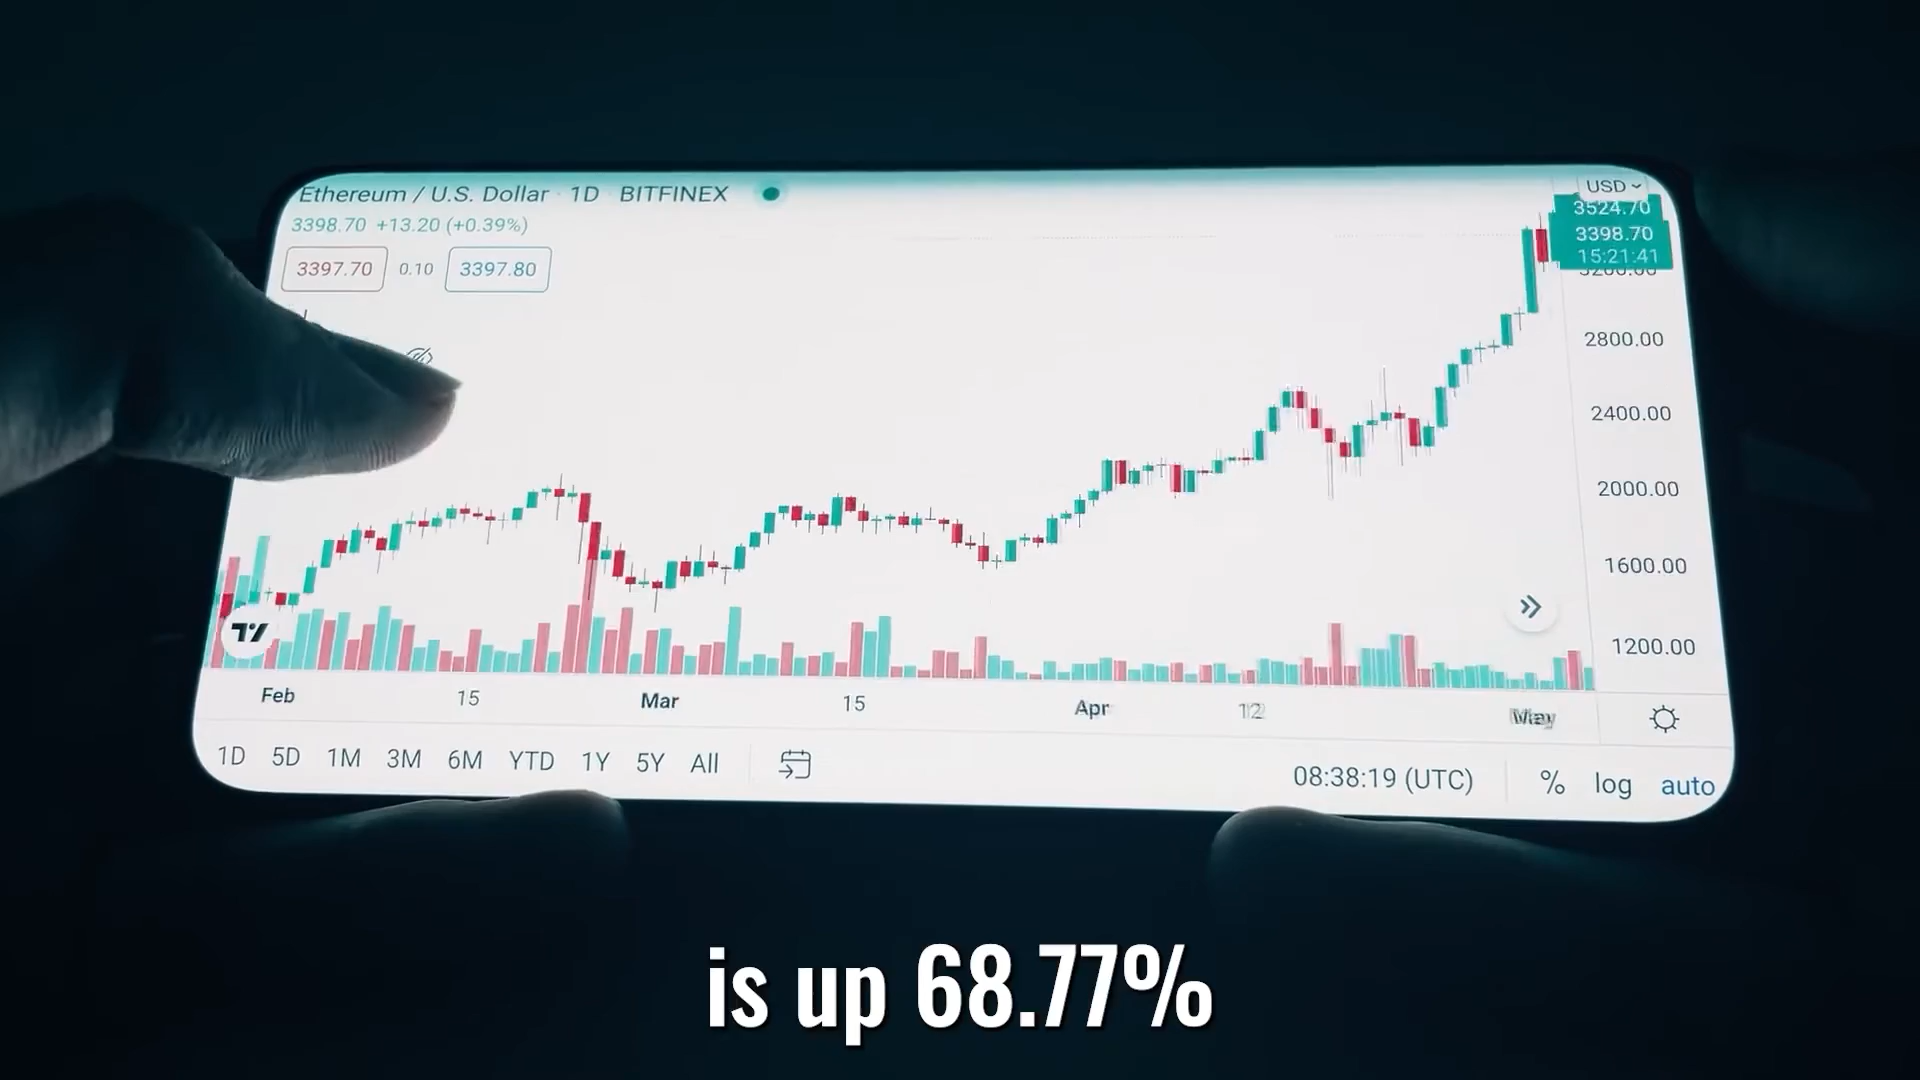 Ethereum / U.S. Dollar · 1D · BITFINEX
USD
3398.70 +13.20 (+0.39%)
3397.70 0.10 3397.80
3524.70
3398.70
15:21:41
3200.00
2800.00
2400.00
2000.00
1600.00
1200.00
Feb 15 Mar 15 Apr 12 May
1D 5D 1M 3M 6M YTD 1Y 5Y All
08:38:19 (UTC) % log auto
is up 68.77%